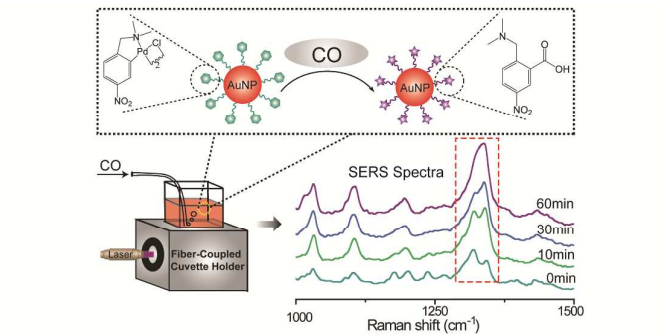 N
Cl
Pd
2
NO₂
AuNP
CO
AuNP
N
O
OH
NO₂
CO
Laser
Fiber-Coupled
Cuvette Holder
SERS Spectra
60min
30min
10min
0min
1000
1250
1500
Raman shift (cm⁻¹)